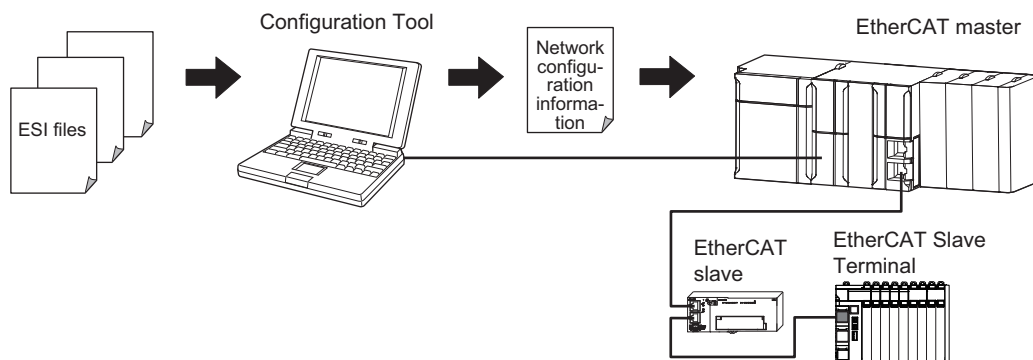 Configuration Tool
EtherCAT master
ESI files
Network
configu-
ration
informa-
tion
EtherCAT
slave
EtherCAT Slave
Terminal